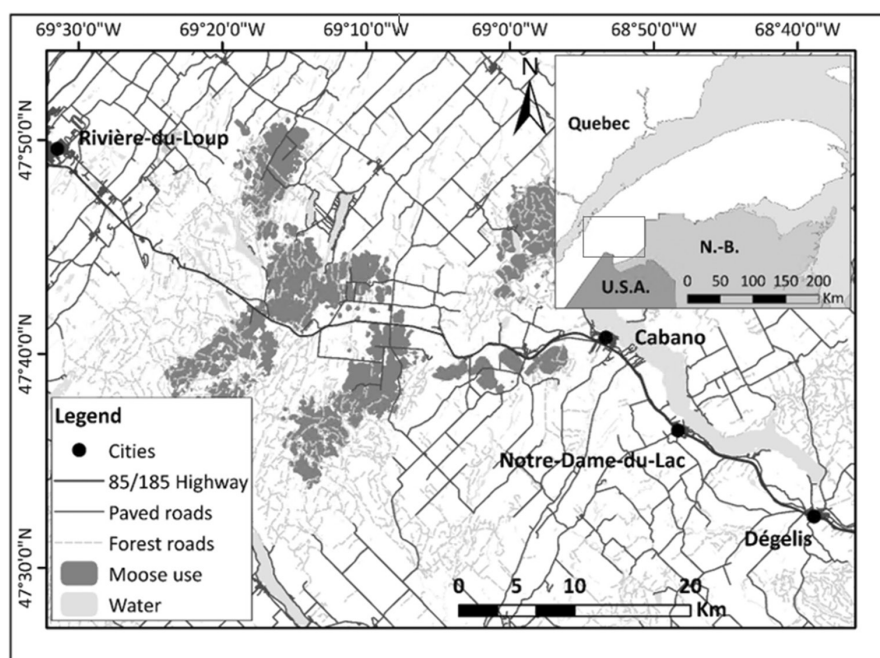 69°30'0"W 69°20'0"W 69°10'0"W 69°0'0"W 68°50'0"W 68°40'0"W
N
Quebec
47°50'0"N
Rivière-du-Loup
N.-B.
U.S.A.
0 50 100 150 200
Km
47°40'0"N
Cabano
Legend
Cities
85/185 Highway
Paved roads
Forest roads
Moose use
Water
Notre-Dame-du-Lac
Dégelis
47°30'0"N
0 5 10 20
Km